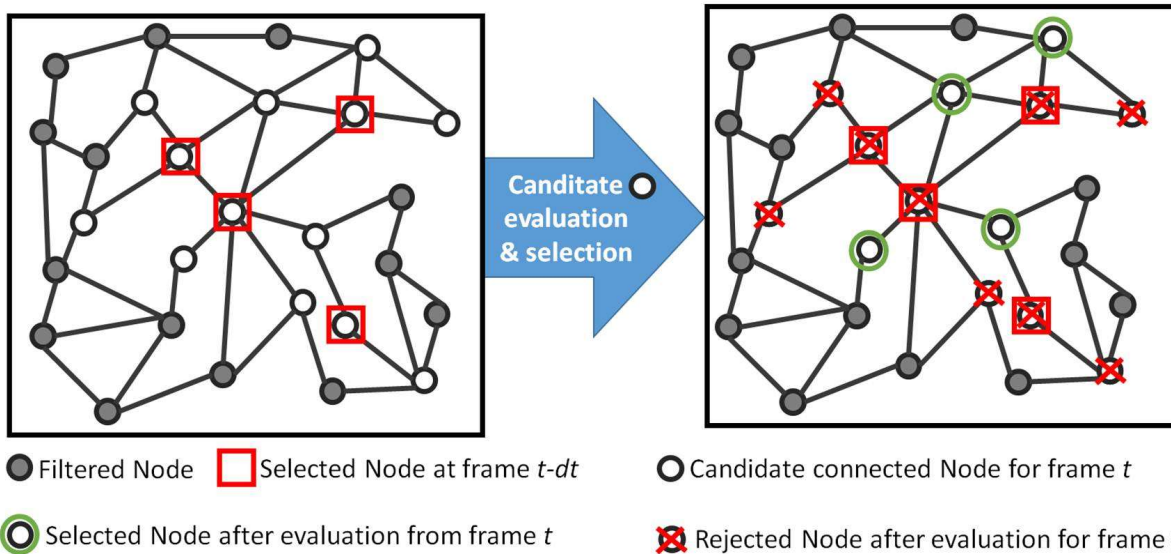 Canditate
evaluation
& selection
Filtered Node
Selected Node at frame t-dt
Candidate connected Node for frame t
Selected Node after evaluation from frame t
Rejected Node after evaluation for frame